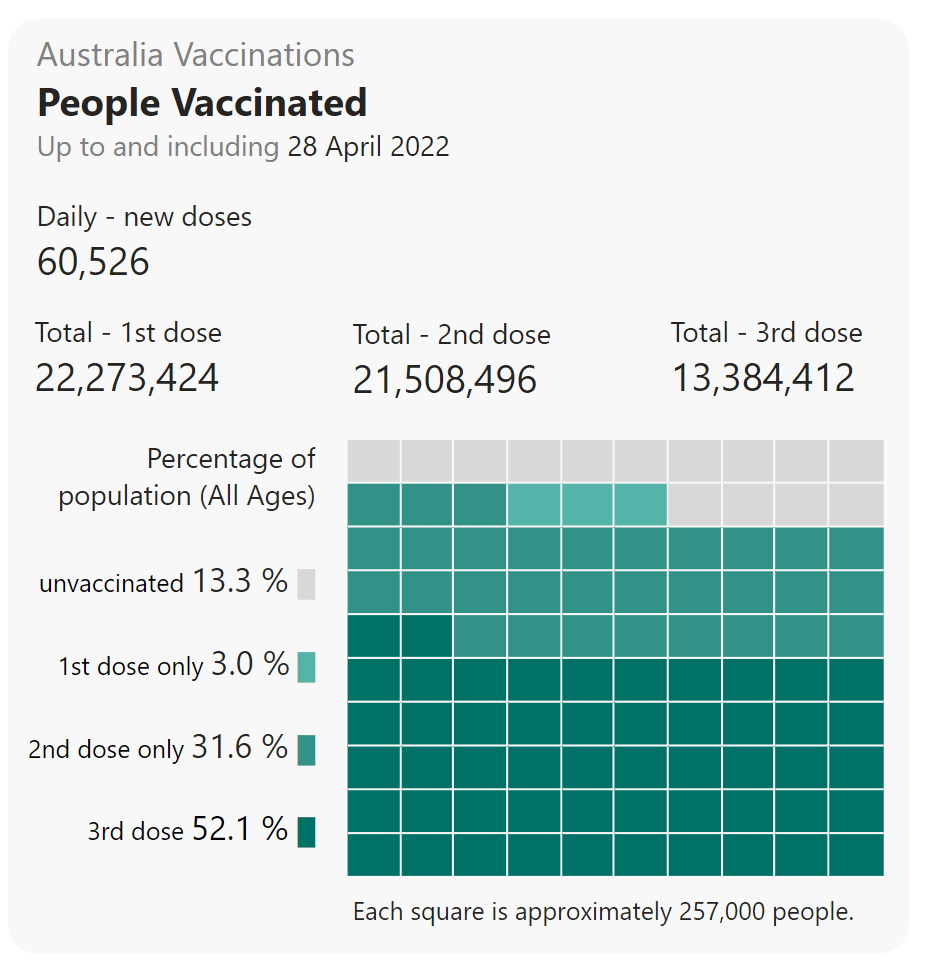 Australia Vaccinations
People Vaccinated
Up to and including 28 April 2022
Daily - new doses
60,526
Total - 1st dose
22,273,424
Total - 2nd dose
21,508,496
Total - 3rd dose
13,384,412
Percentage of
population (All Ages)
unvaccinated 13.3 %
1st dose only 3.0 %
2nd dose only 31.6 %
3rd dose 52.1 %
Each square is approximately 257,000 people.